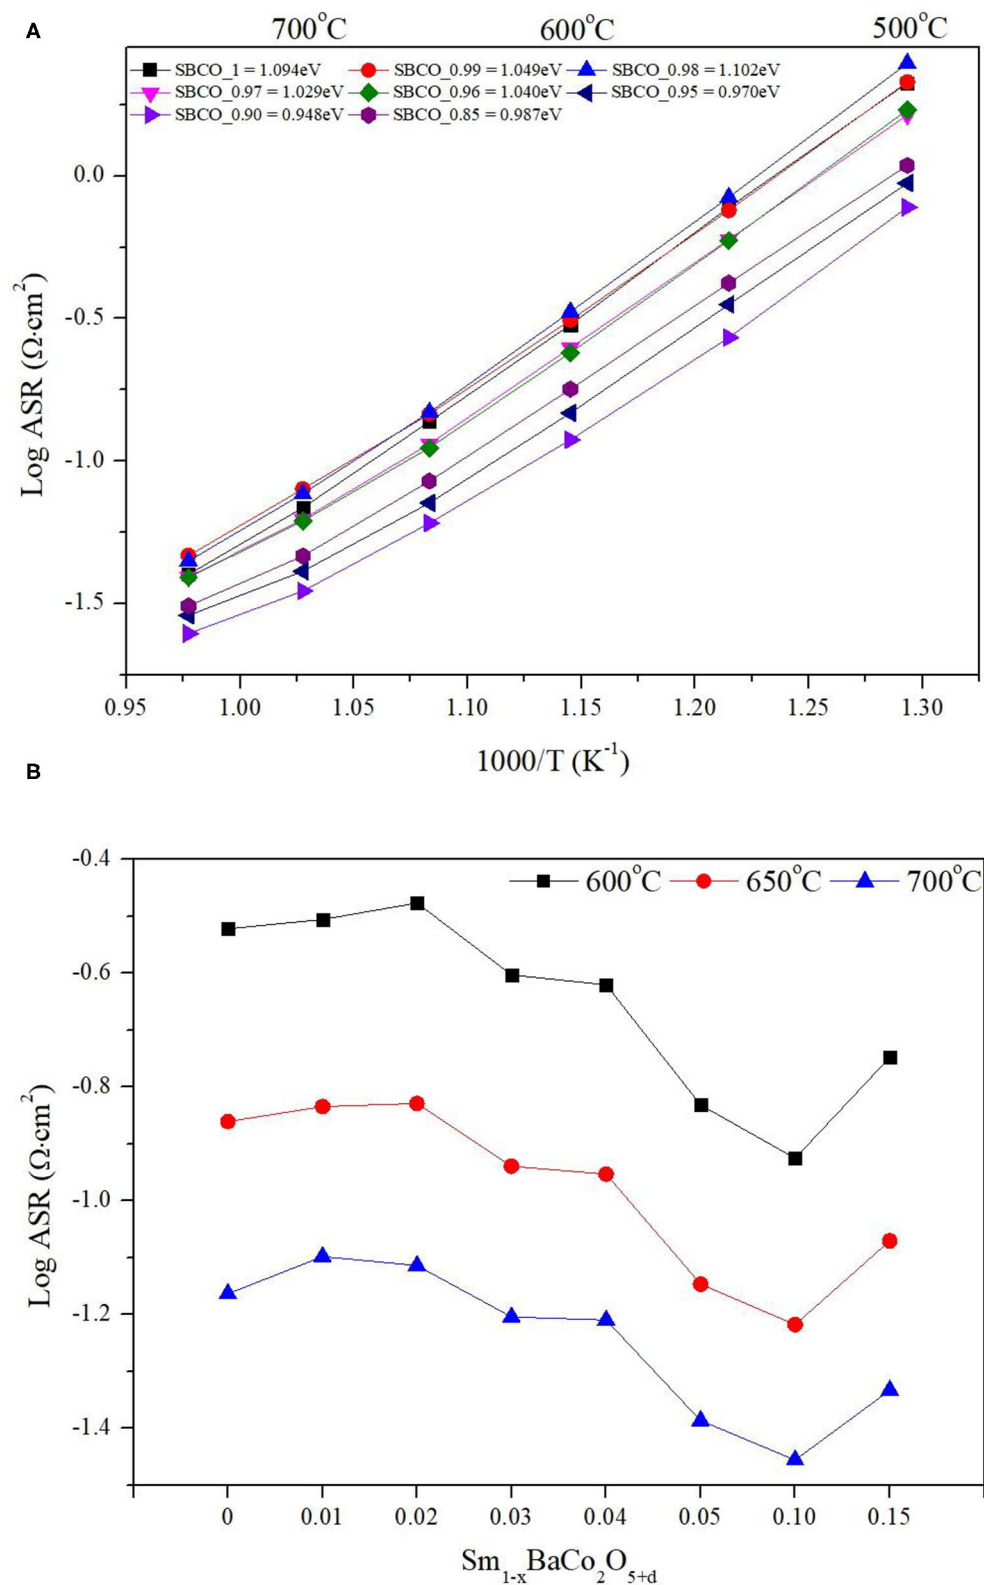 A
700°C 600°C 500°C
SBCO_1 = 1.094eV SBCO_0.99 = 1.049eV SBCO_0.98 = 1.102eV
SBCO_0.97 = 1.029eV SBCO_0.96 = 1.040eV SBCO_0.95 = 0.970eV
SBCO_0.90 = 0.948eV SBCO_0.85 = 0.987eV
0.0
-0.5
-1.0
-1.5
Log ASR (Ω·cm²)
0.95 1.00 1.05 1.10 1.15 1.20 1.25 1.30
1000/T (K⁻¹)
B
600°C 650°C 700°C
-0.4
-0.6
-0.8
-1.0
-1.2
-1.4
Log ASR (Ω·cm²)
0 0.01 0.02 0.03 0.04 0.05 0.10 0.15
Sm₁₋ₓBaCo₂O₅₊d